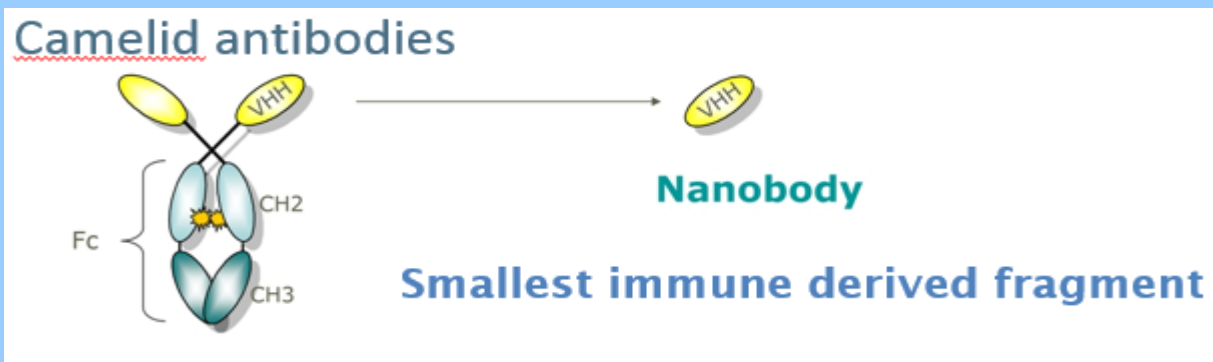 Camelid antibodies
VHH
VHH
Nanobody
CH2
Fc
Smallest immune derived fragment
CH3